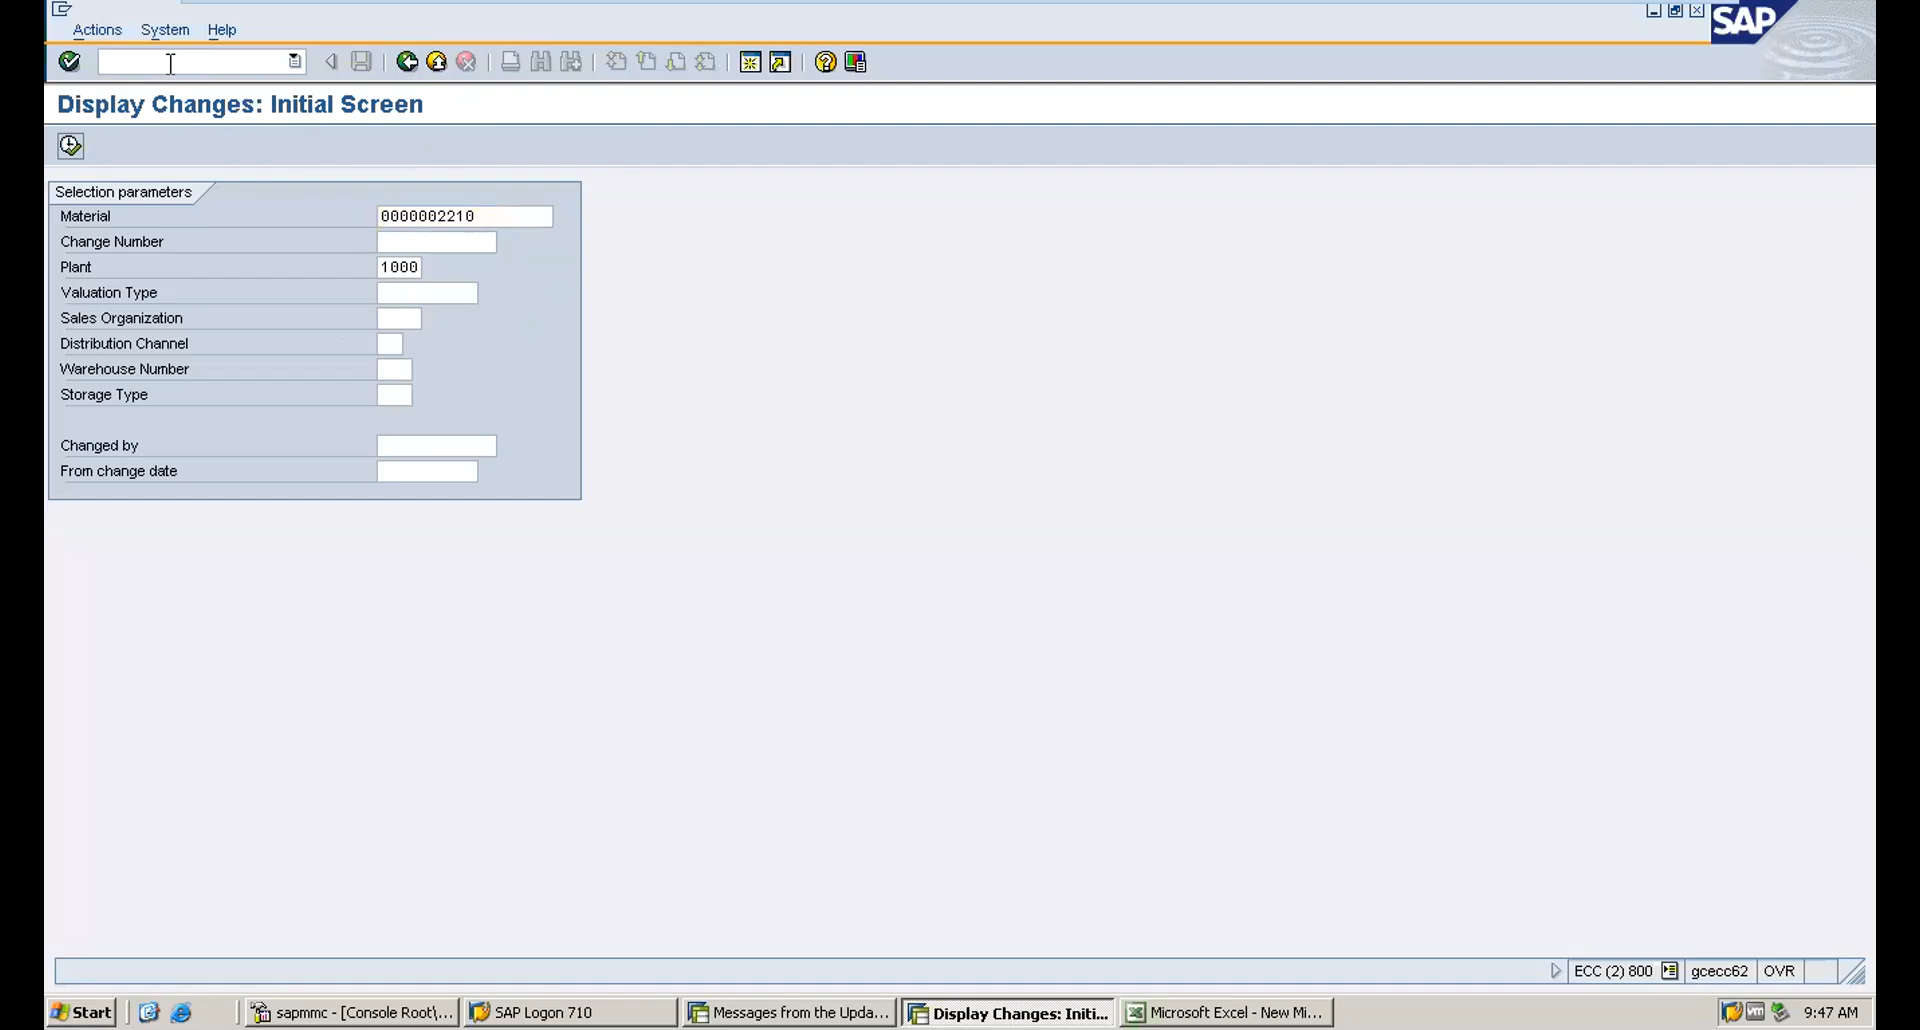 Actions System Help
SAP
Display Changes: Initial Screen
Selection parameters
Material 0000002210
Change Number
Plant 1000
Valuation Type
Sales Organization
Distribution Channel
Warehouse Number
Storage Type
Changed by
From change date
ECC (2) 800 gcecc62 OVR
Start sapmmc - [Console Root\... SAP Logon 710 Messages from the Upda... Display Changes: Initi... Microsoft Excel - New Mi... vm 9:47 AM